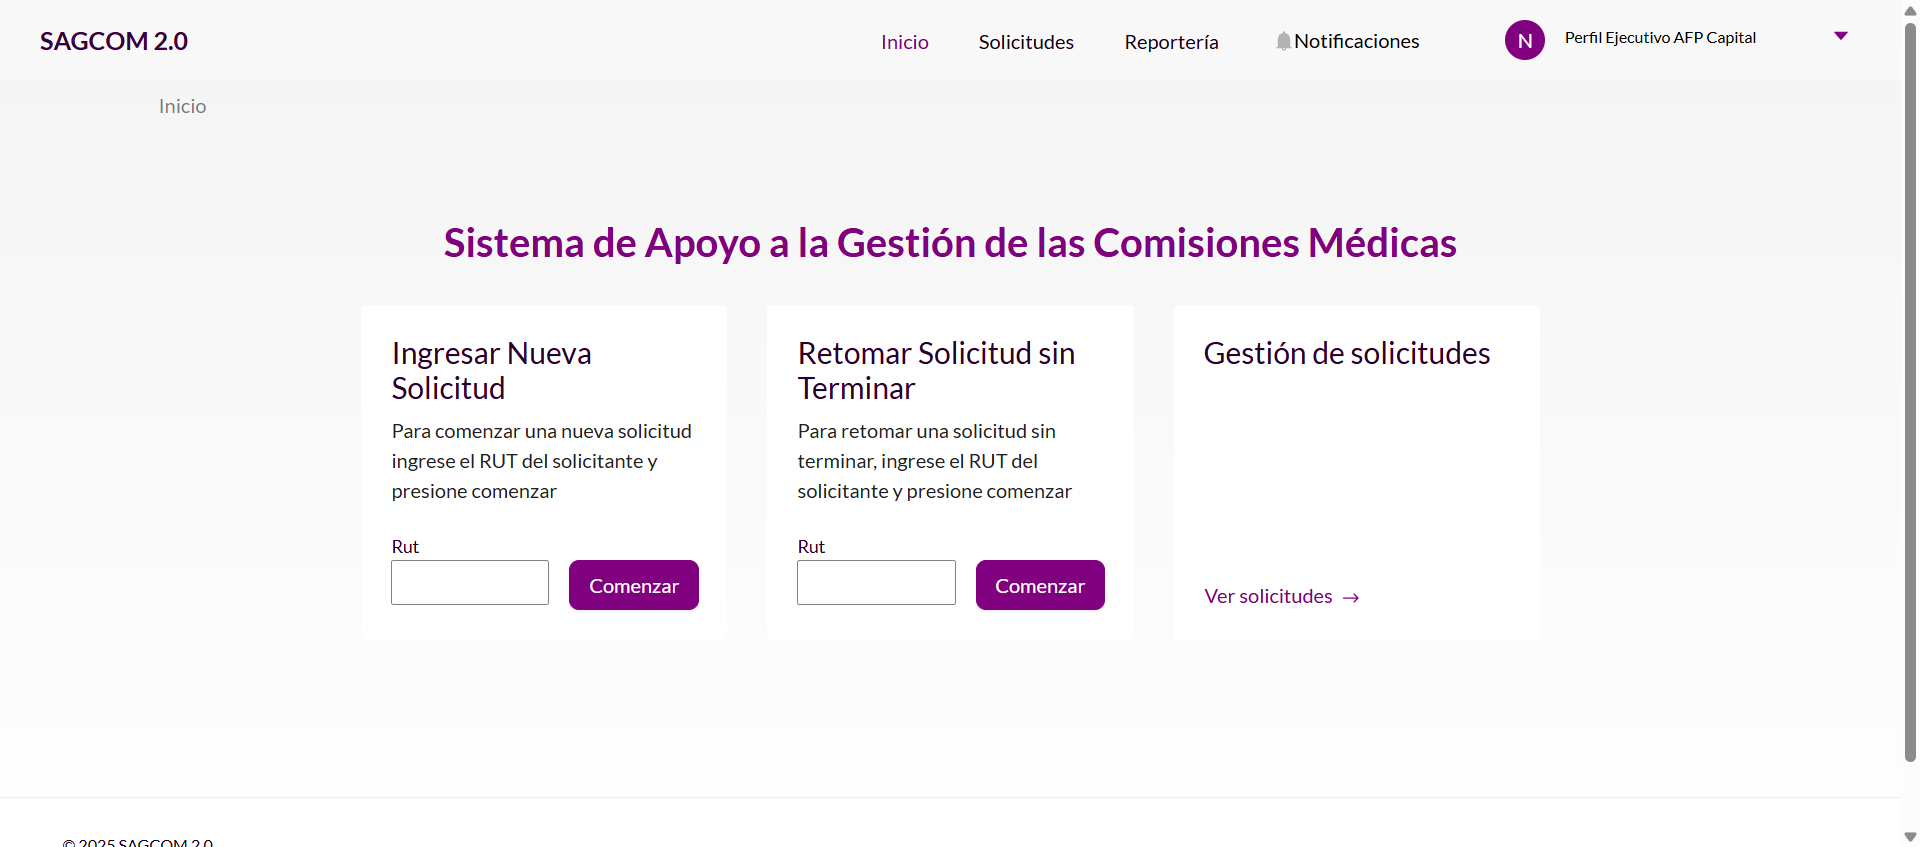 SAGCOM 2.0
Inicio
Solicitudes
Reportería
Notificaciones
N
Perfil Ejecutivo AFP Capital
Inicio
Sistema de Apoyo a la Gestión de las Comisiones Médicas
Ingresar Nueva
Solicitud
Para comenzar una nueva solicitud
ingrese el RUT del solicitante y
presione comenzar
Rut
Comenzar
Retomar Solicitud sin
Terminar
Para retomar una solicitud sin
terminar, ingrese el RUT del
solicitante y presione comenzar
Rut
Comenzar
Gestión de solicitudes
Ver solicitudes →
© 2025 SAGCOM 2.0